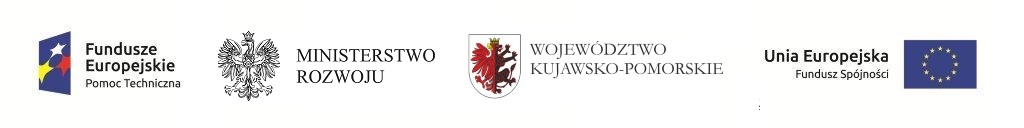 Fundusze
Europejskie
Pomoc Techniczna
MINISTERSTWO
ROZWOJU
WOJEWÓDZTWO
KUJAWSKO-POMORSKIE
Unia Europejska
Fundusz Spójności